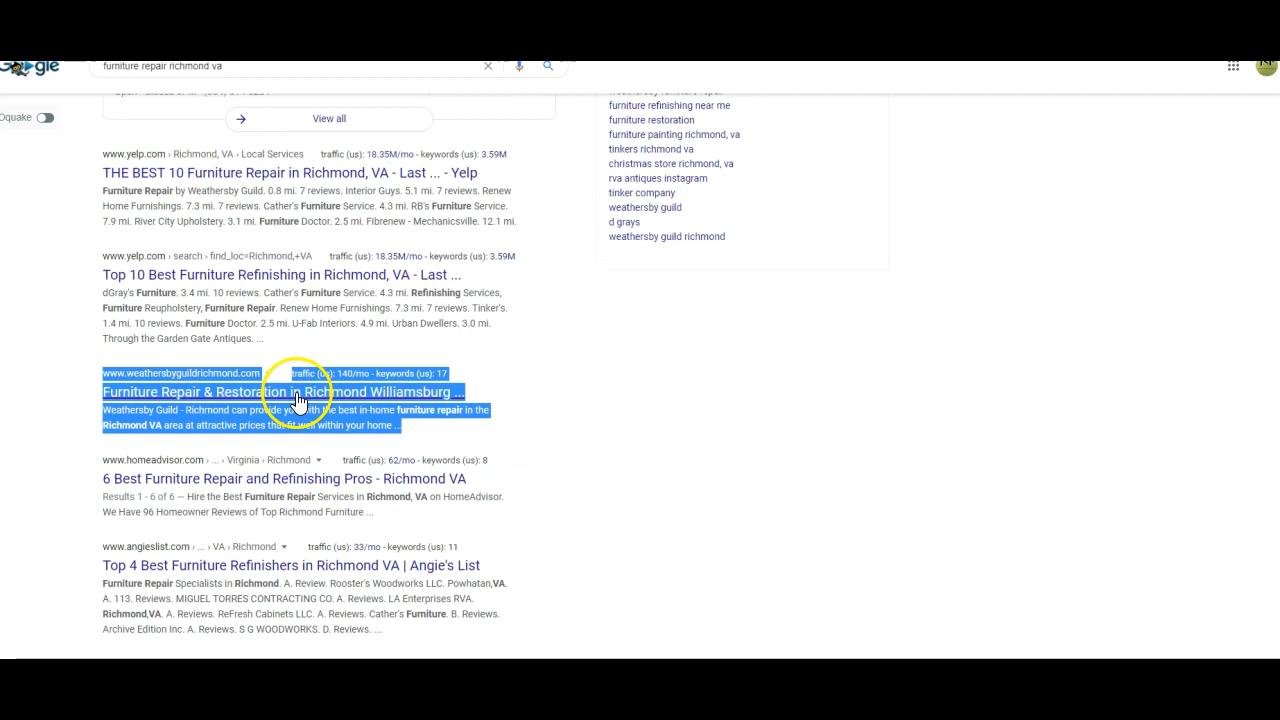 furniture repair richmond va
Oquake
View all
www.yelp.com › Richmond, VA › Local Services traffic (us): 18.35M/mo - keywords (us): 3.59M
THE BEST 10 Furniture Repair in Richmond, VA - Last ... - Yelp
Furniture Repair by Weathersby Guild. 0.8 mi. 7 reviews. Interior Guys. 5.1 mi. 7 reviews. Renew
Home Furnishings. 7.3 mi. 7 reviews. Cather's Furniture Service. 4.3 mi. RB's Furniture Service.
7.9 mi. River City Upholstery. 3.1 mi. Furniture Doctor. 2.5 mi. Fibrenew - Mechanicsville. 12.1 mi.
www.yelp.com › search › find_loc=Richmond,+VA traffic (us): 18.35M/mo - keywords (us): 3.59M
Top 10 Best Furniture Refinishing in Richmond, VA - Last ...
dGray's Furniture. 3.4 mi. 10 reviews. Cather's Furniture Service. 4.3 mi. Refinishing Services,
Furniture Reupholstery, Furniture Repair. Renew Home Furnishings. 7.3 mi. 7 reviews. Tinker's.
1.4 mi. 10 reviews. Furniture Doctor. 2.5 mi. U-Fab Interiors. 4.9 mi. Urban Dwellers. 3.0 mi.
Through the Garden Gate Antiques. ...
www.weathersbyguildrichmond.com traffic (us): 140/mo - keywords (us): 17
Furniture Repair & Restoration in Richmond Williamsburg ...
Weathersby Guild - Richmond can provide you with the best in-home furniture repair in the
Richmond VA area at attractive prices that fit well within your home ...
www.homeadvisor.com › ... › Virginia › Richmond traffic (us): 62/mo - keywords (us): 8
6 Best Furniture Repair and Refinishing Pros - Richmond VA
Results 1 - 6 of 6 — Hire the Best Furniture Repair Services in Richmond, VA on HomeAdvisor.
We Have 96 Homeowner Reviews of Top Richmond Furniture ...
www.angieslist.com › ... › VA › Richmond traffic (us): 33/mo - keywords (us): 11
Top 4 Best Furniture Refinishers in Richmond VA | Angie's List
Furniture Repair Specialists in Richmond. A. Review. Rooster's Woodworks LLC. Powhatan,VA.
A. 113. Reviews. MIGUEL TORRES CONTRACTING CO. A. Reviews. LA Enterprises RVA.
Richmond,VA. A. Reviews. ReFresh Cabinets LLC. A. Reviews. Cather's Furniture. B. Reviews.
Archive Edition Inc. A. Reviews. S G WOODWORKS. D. Reviews. ...
weathersby furniture repair
furniture refinishing near me
furniture restoration
furniture painting richmond, va
tinkers richmond va
christmas store richmond, va
rva antiques instagram
tinker company
weathersby guild
d grays
weathersby guild richmond